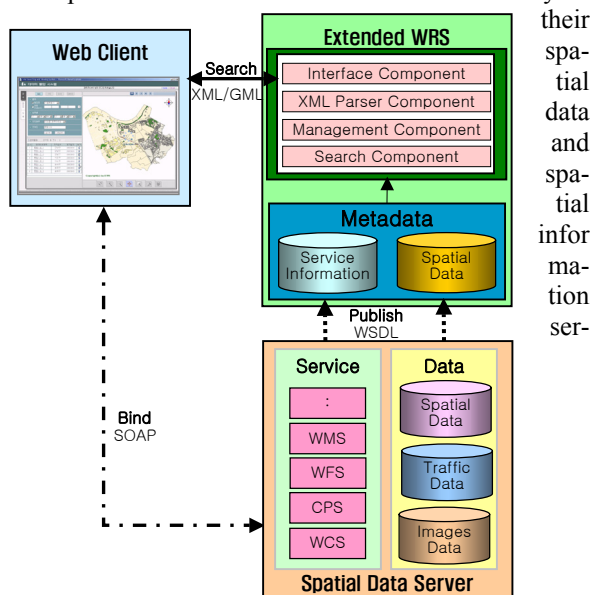 their
spa-
tial
data
and
spa-
tial
infor
ma-
tion
ser-
Web Client
Search
XML/GML
Extended WRS
Interface Component
XML Parser Component
Management Component
Search Component
Metadata
Service
Information
Spatial
Data
Publish
WSDL
Bind
SOAP
Service
:
WMS
WFS
CPS
WCS
Data
Spatial
Data
Traffic
Data
Images
Data
Spatial Data Server